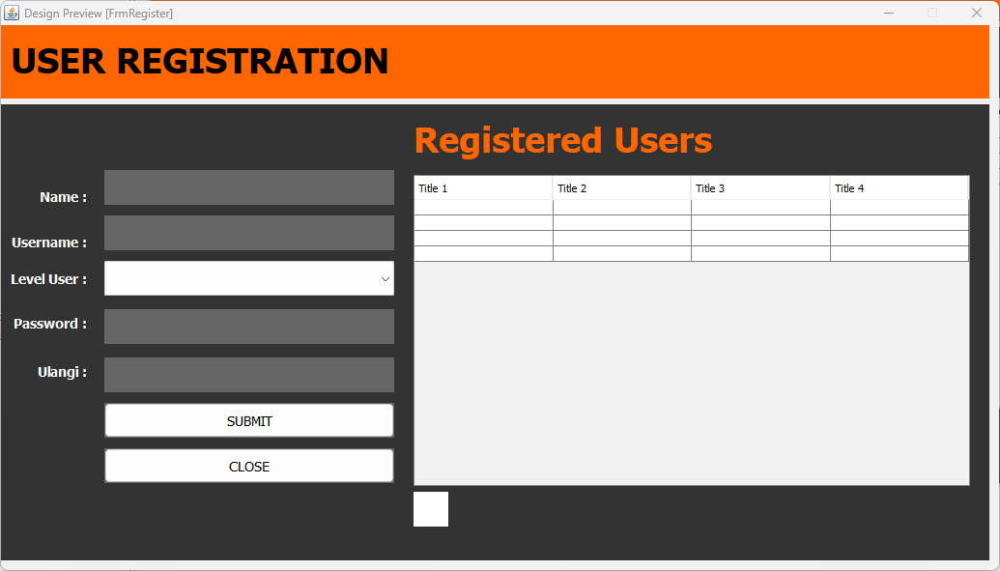 Design Preview [FrmRegister]
USER REGISTRATION
Registered Users
Name :
Username :
Level User :
Password :
Ulangi :
SUBMIT
CLOSE
Title 1 Title 2 Title 3 Title 4